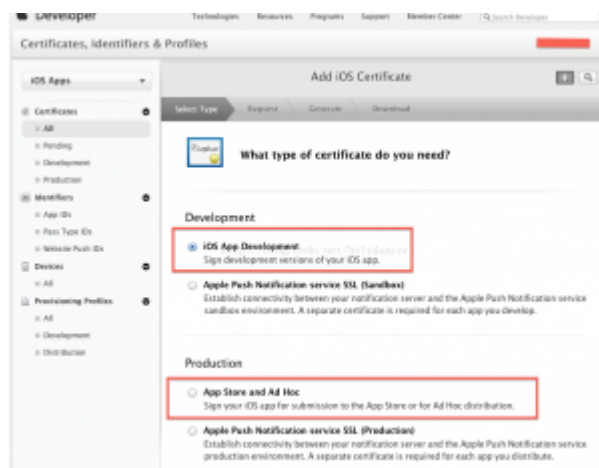 Developer
Technologies Resources Programs Support Member Center Search Developer
Certificates, Identifiers & Profiles
iOS Apps
Add iOS Certificate
Select Type Request Generate Download
Certificates
All
Pending
Development
Production
Identifiers
App IDs
Pass Type IDs
Website Push IDs
Devices
All
Provisioning Profiles
All
Development
Distribution
What type of certificate do you need?
Development
iOS App Development
Sign development versions of your iOS app.
Apple Push Notification service SSL (Sandbox)
Establish connectivity between your notification server and the Apple Push Notification service
sandbox environment. A separate certificate is required for each app you develop.
Production
App Store and Ad Hoc
Sign your iOS app for submission to the App Store or for Ad Hoc distribution.
Apple Push Notification service SSL (Production)
Establish connectivity between your notification server and the Apple Push Notification service
production environment. A separate certificate is required for each app you distribute.